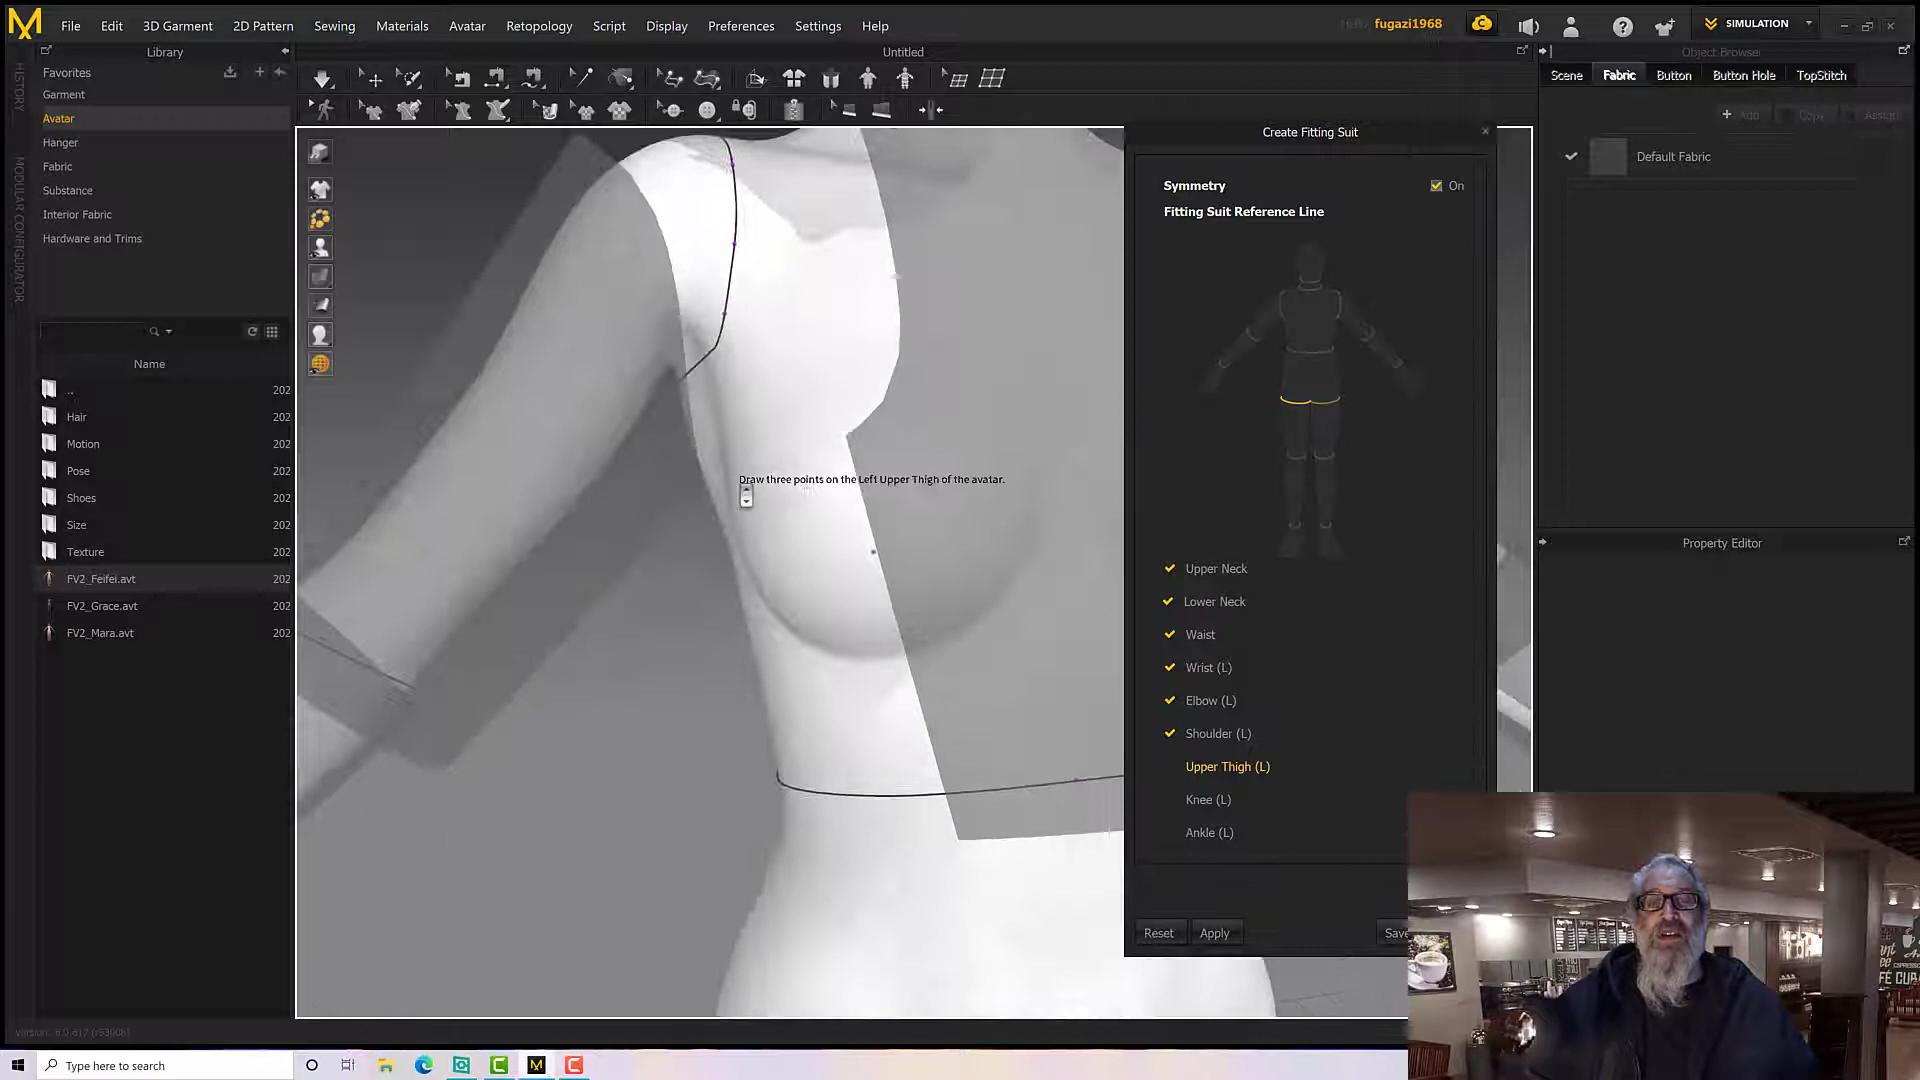 File Edit 3D Garment 2D Pattern Sewing Materials Avatar Retopology Script Display Preferences Settings Help
fugazi1968
SIMULATION
Library
Untitled
Object Browser
HISTORY
MODULAR CONFIGURATOR
Favorites
Garment
Avatar
Hanger
Fabric
Substance
Interior Fabric
Hardware and Trims
Name
..
202
Hair
202
Motion
202
Pose
202
Shoes
202
Size
202
Texture
202
FV2_Feifei.avt
202
FV2_Grace.avt
202
FV2_Mara.avt
202
Draw three points on the Left Upper Thigh of the avatar.
Create Fitting Suit
Symmetry
On
Fitting Suit Reference Line
Upper Neck
Lower Neck
Waist
Wrist (L)
Elbow (L)
Shoulder (L)
Upper Thigh (L)
Knee (L)
Ankle (L)
Reset
Apply
Save
Scene Fabric Button Button Hole TopStitch
Add
Copy
Assign
Default Fabric
Property Editor
Type here to search